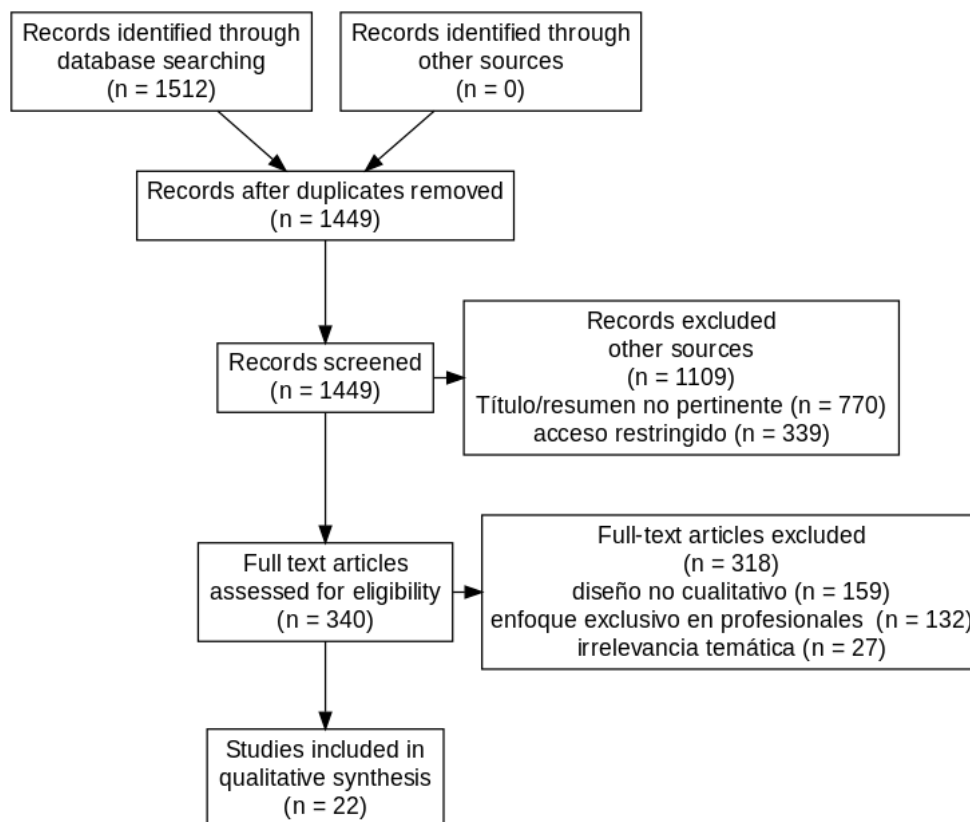 Records identified through
database searching
(n = 1512)
Records identified through
other sources
(n = 0)
Records after duplicates removed
(n = 1449)
Records screened
(n = 1449)
Records excluded
other sources
(n = 1109)
Título/resumen no pertinente (n = 770)
acceso restringido (n = 339)
Full text articles
assessed for eligibility
(n = 340)
Full-text articles excluded
(n = 318)
diseño no cualitativo (n = 159)
enfoque exclusivo en profesionales  (n = 132)
irrelevancia temática (n = 27)
Studies included in
qualitative synthesis
(n = 22)